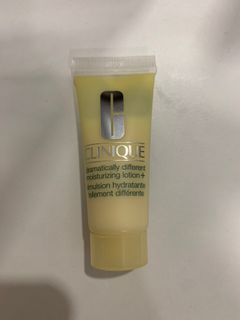 CLINIQUE
dramatically different
moisturizing lotion+
émulsion hydratante
tellement différente